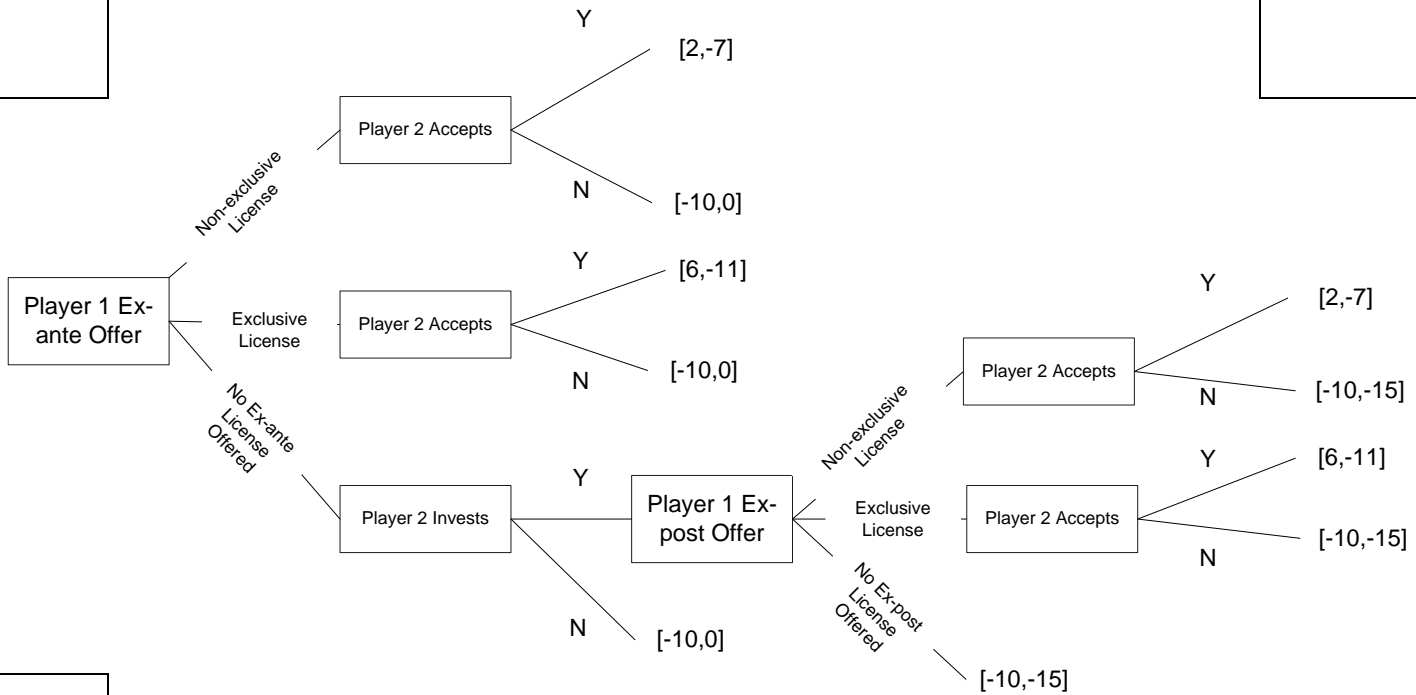 Y
[2,-7]
Player 2 Accepts
N
[-10,0]
Non-exclusive
License
Y
[6,-11]
Player 1 Ex-
ante Offer
Exclusive
License
Player 2 Accepts
N
[-10,0]
No Ex-ante
License
Offered
Y
Player 2 Invests
N
[-10,0]
Player 1 Ex-
post Offer
Non-exclusive
License
Player 2 Accepts
Y
[2,-7]
N
[-10,-15]
Exclusive
License
Player 2 Accepts
Y
[6,-11]
N
[-10,-15]
No Ex-post
License
Offered
[-10,-15]